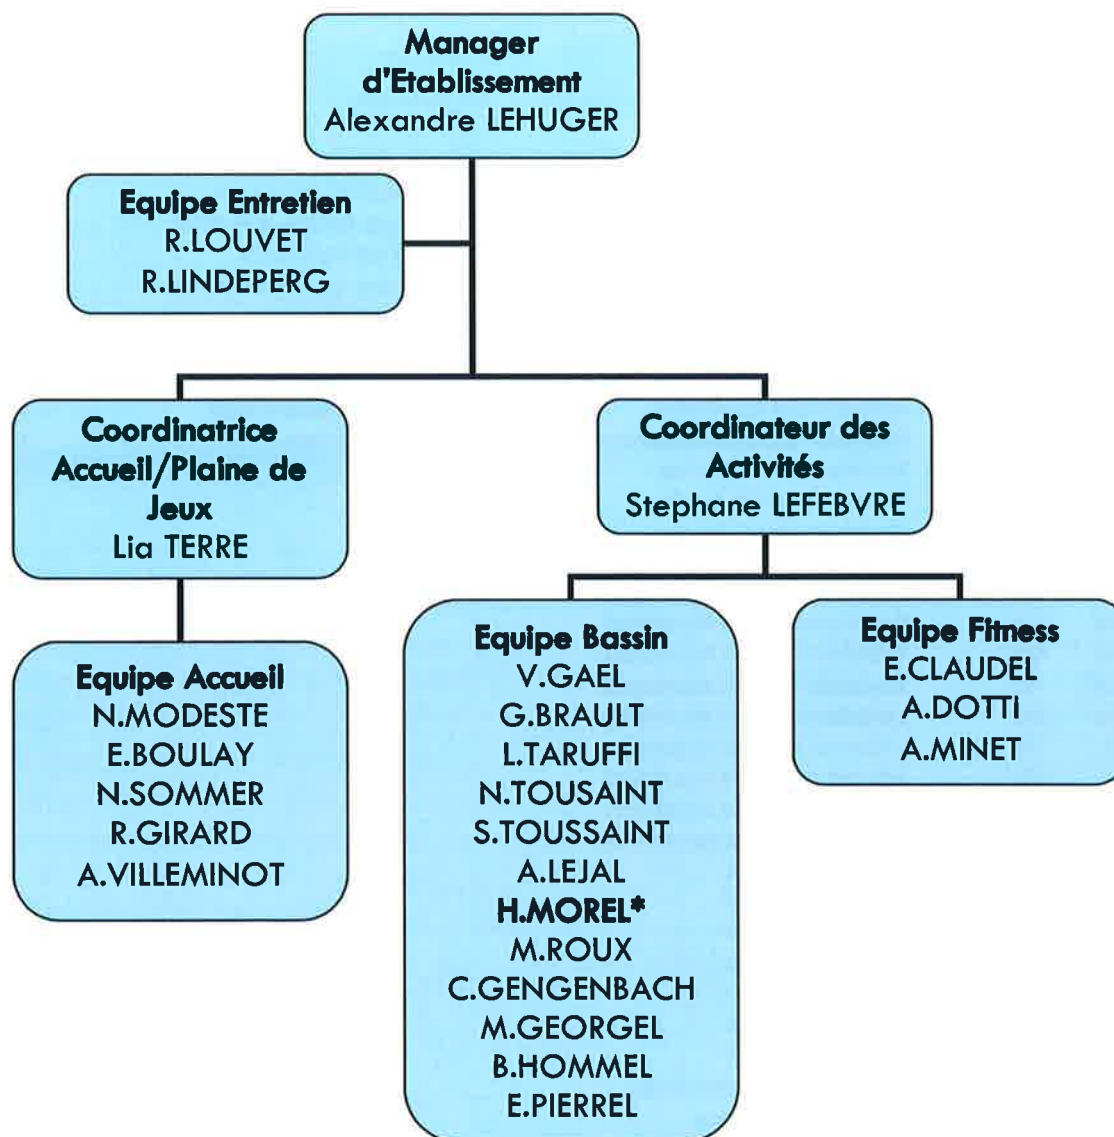 Manager
d'Etablissement
Alexandre LEHUGER
Equipe Entretien
R.LOUVET
R.LINDEPERG
Coordinatrice
Accueil/Plaine de
Jeux
Lia TERRE
Coordinateur des
Activités
Stephane LEFEBVRE
Equipe Accueil
N.MODESTE
E.BOULAY
N.SOMMER
R.GIRARD
A.VILLEMINOT
Equipe Bassin
V.GAEL
G.BRAULT
L.TARUFFI
N.TOUSAINT
S.TOUSSAINT
A.LEJAL
H.MOREL*
M.ROUX
C.GENGENBACH
M.GEORGEL
B.HOMMEL
E.PIERREL
Equipe Fitness
E.CLAUDEL
A.DOTTI
A.MINET